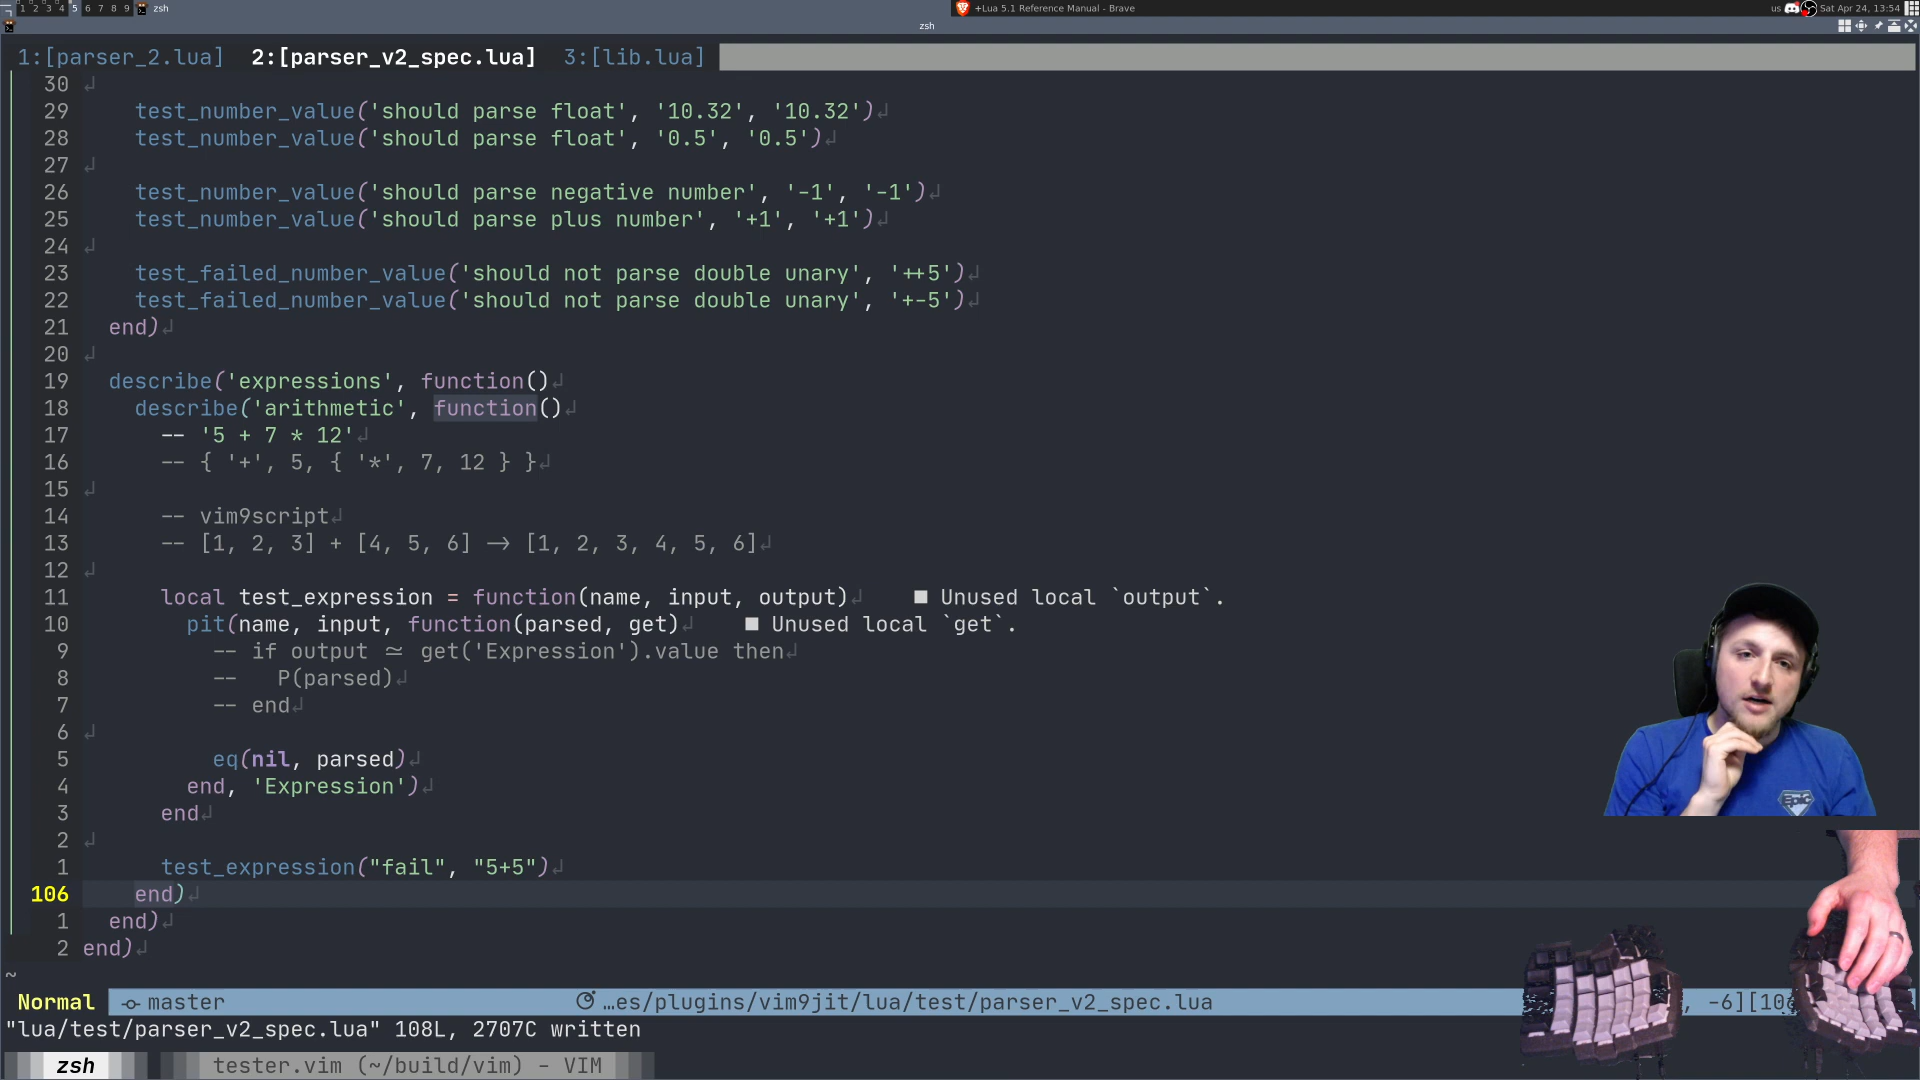 1 2 3 4 5 6 7 8 9 zsh +Lua 5.1 Reference Manual - Brave us Sat Apr 24, 13:54
zsh
1:[parser_2.lua] 2:[parser_v2_spec.lua] 3:[lib.lua]
30
29 test_number_value('should parse float', '10.32', '10.32')
28 test_number_value('should parse float', '0.5', '0.5')
27
26 test_number_value('should parse negative number', '-1', '-1')
25 test_number_value('should parse plus number', '+1', '+1')
24
23 test_failed_number_value('should not parse double unary', '++5')
22 test_failed_number_value('should not parse double unary', '+-5')
21 end)
20
19 describe('expressions', function()
18 describe('arithmetic', function()
17 -- '5 + 7 * 12'
16 -- { '+', 5, { '*', 7, 12 } }
15
14 -- vim9script
13 -- [1, 2, 3] + [4, 5, 6] -> [1, 2, 3, 4, 5, 6]
12
11 local test_expression = function(name, input, output) ■ Unused local `output`.
10 pit(name, input, function(parsed, get) ■ Unused local `get`.
9 -- if output ~= get('Expression').value then
8 -- P(parsed)
7 -- end
6
5 eq(nil, parsed)
4 end, 'Expression')
3 end
2
1 test_expression("fail", "5+5")
106 end)
1 end)
2 end)
~
Normal master …es/plugins/vim9jit/lua/test/parser_v2_spec.lua , -6][10
"lua/test/parser_v2_spec.lua" 108L, 2707C written
zsh tester.vim (~/build/vim) - VIM